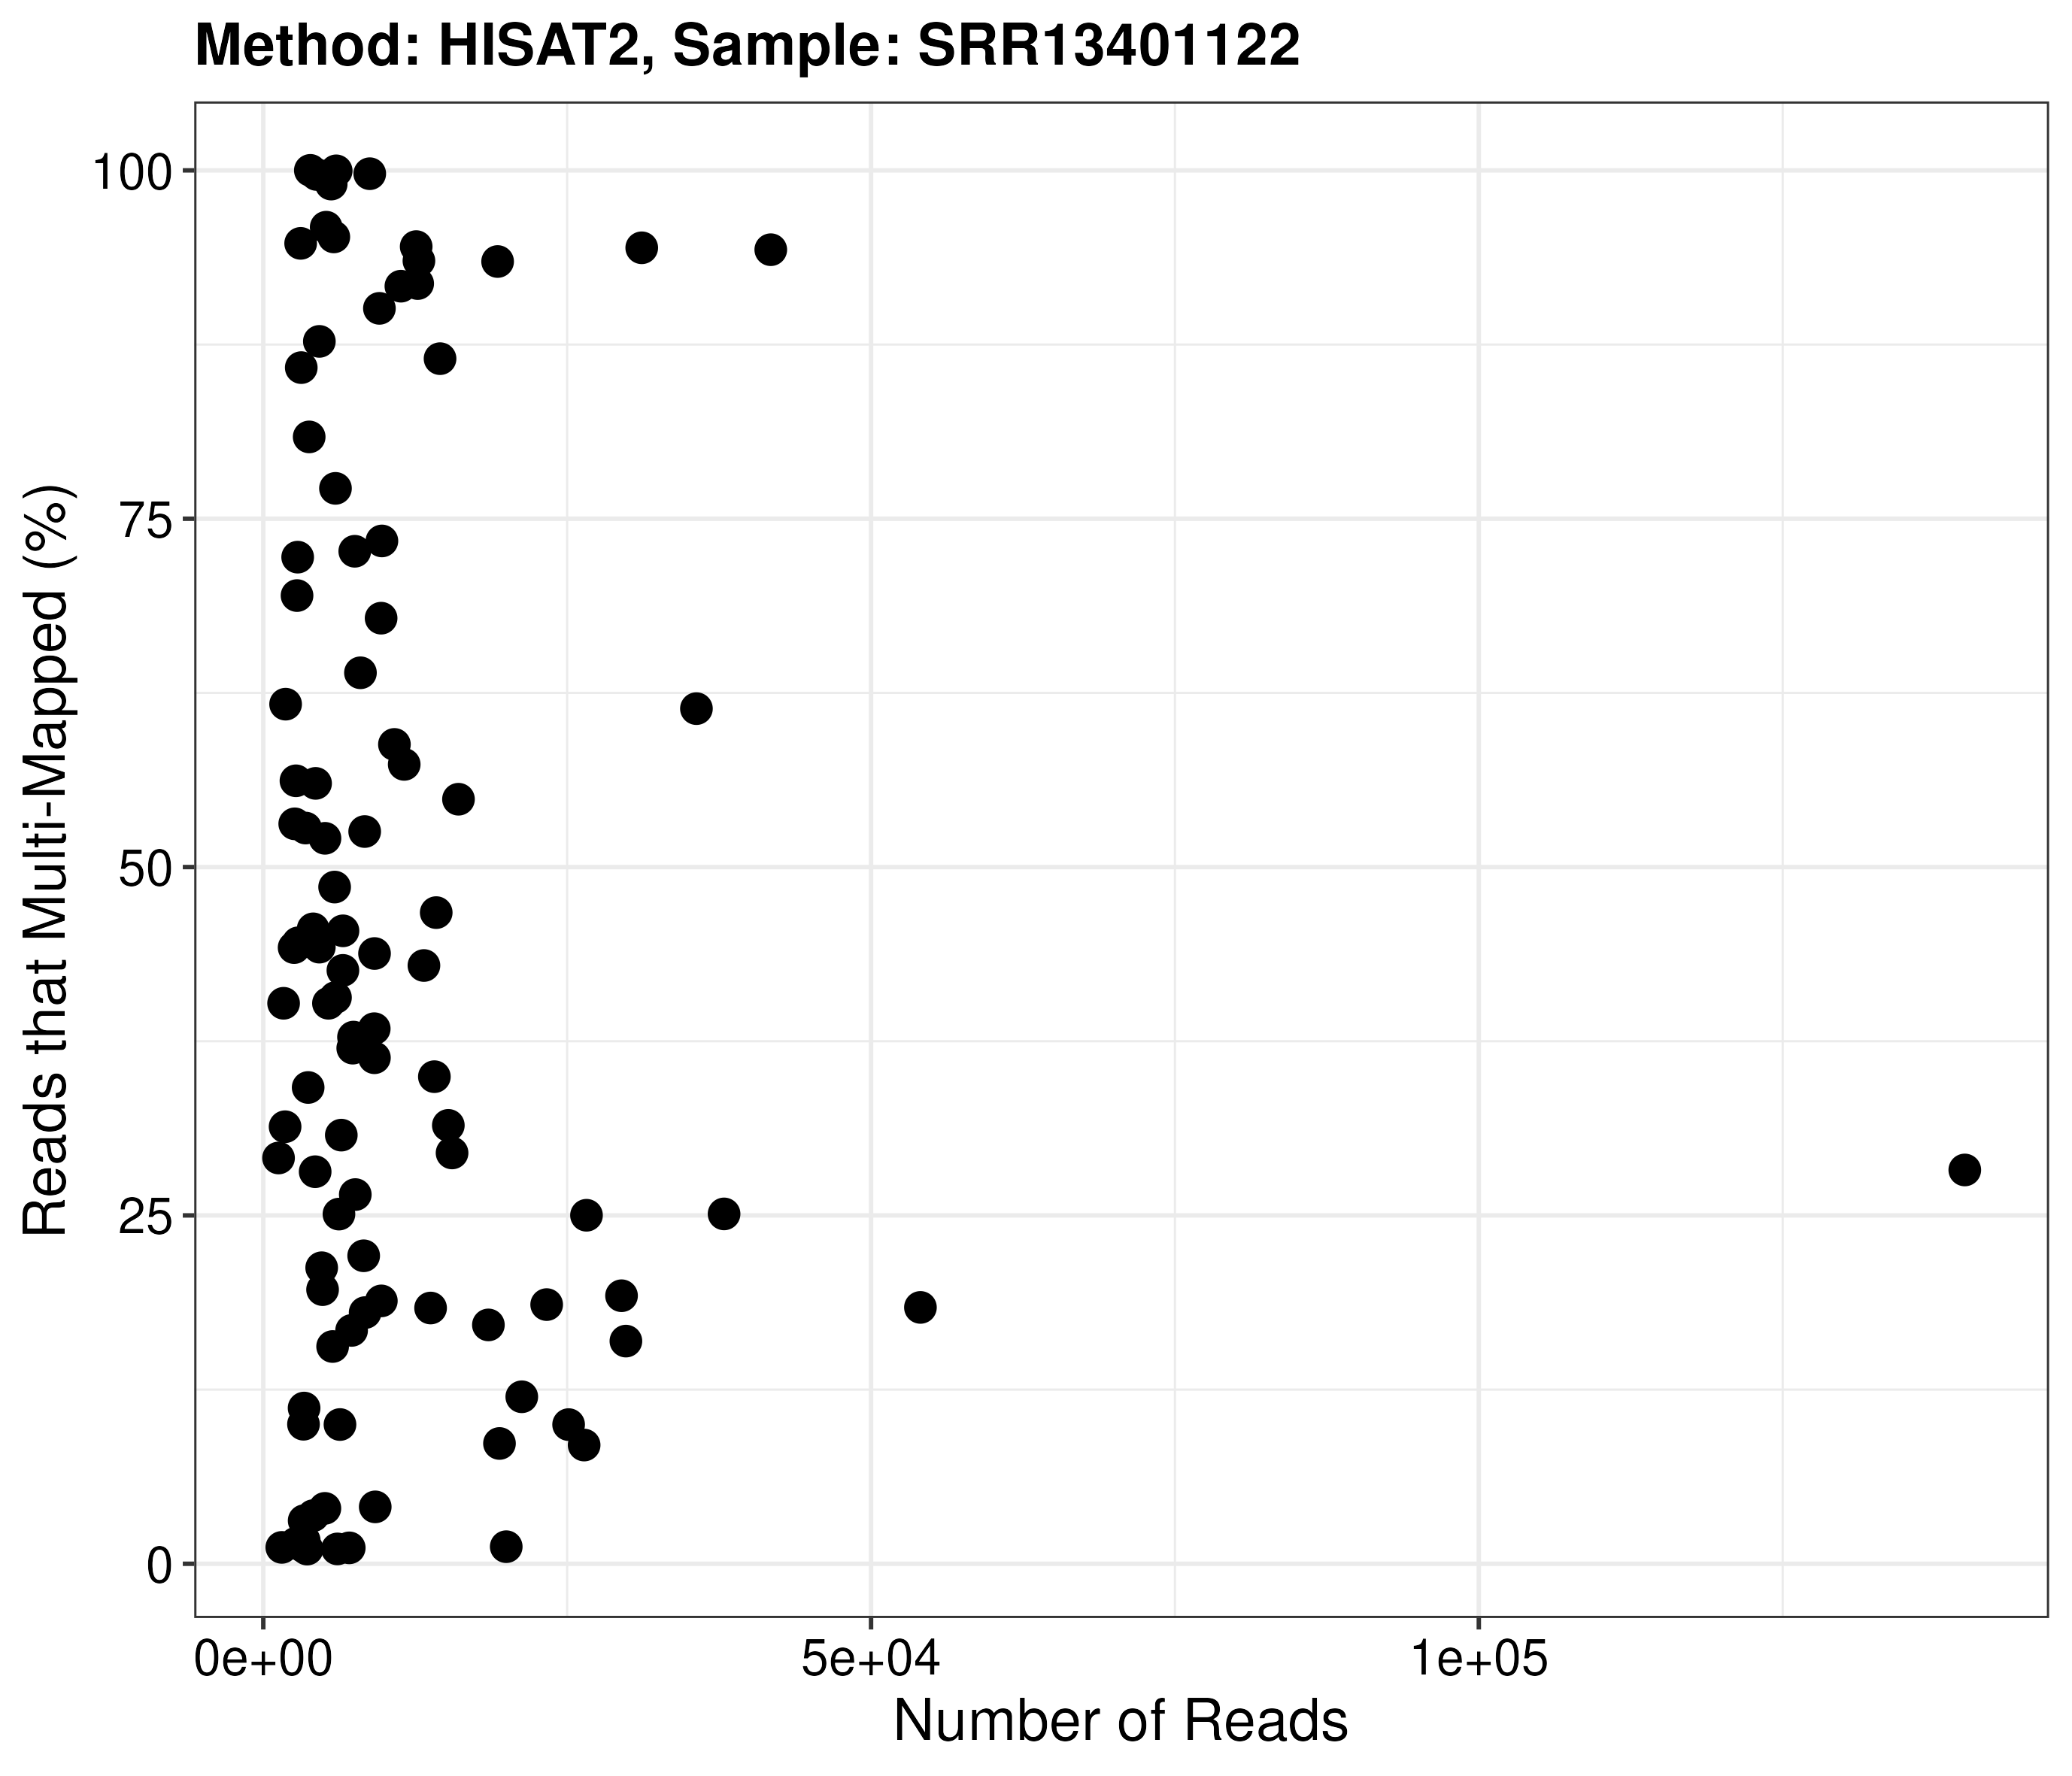 Method: HISAT2, Sample: SRR13401122
Reads that Multi-Mapped (%)
100
75
50
25
0
0e+00 5e+04 1e+05
Number of Reads